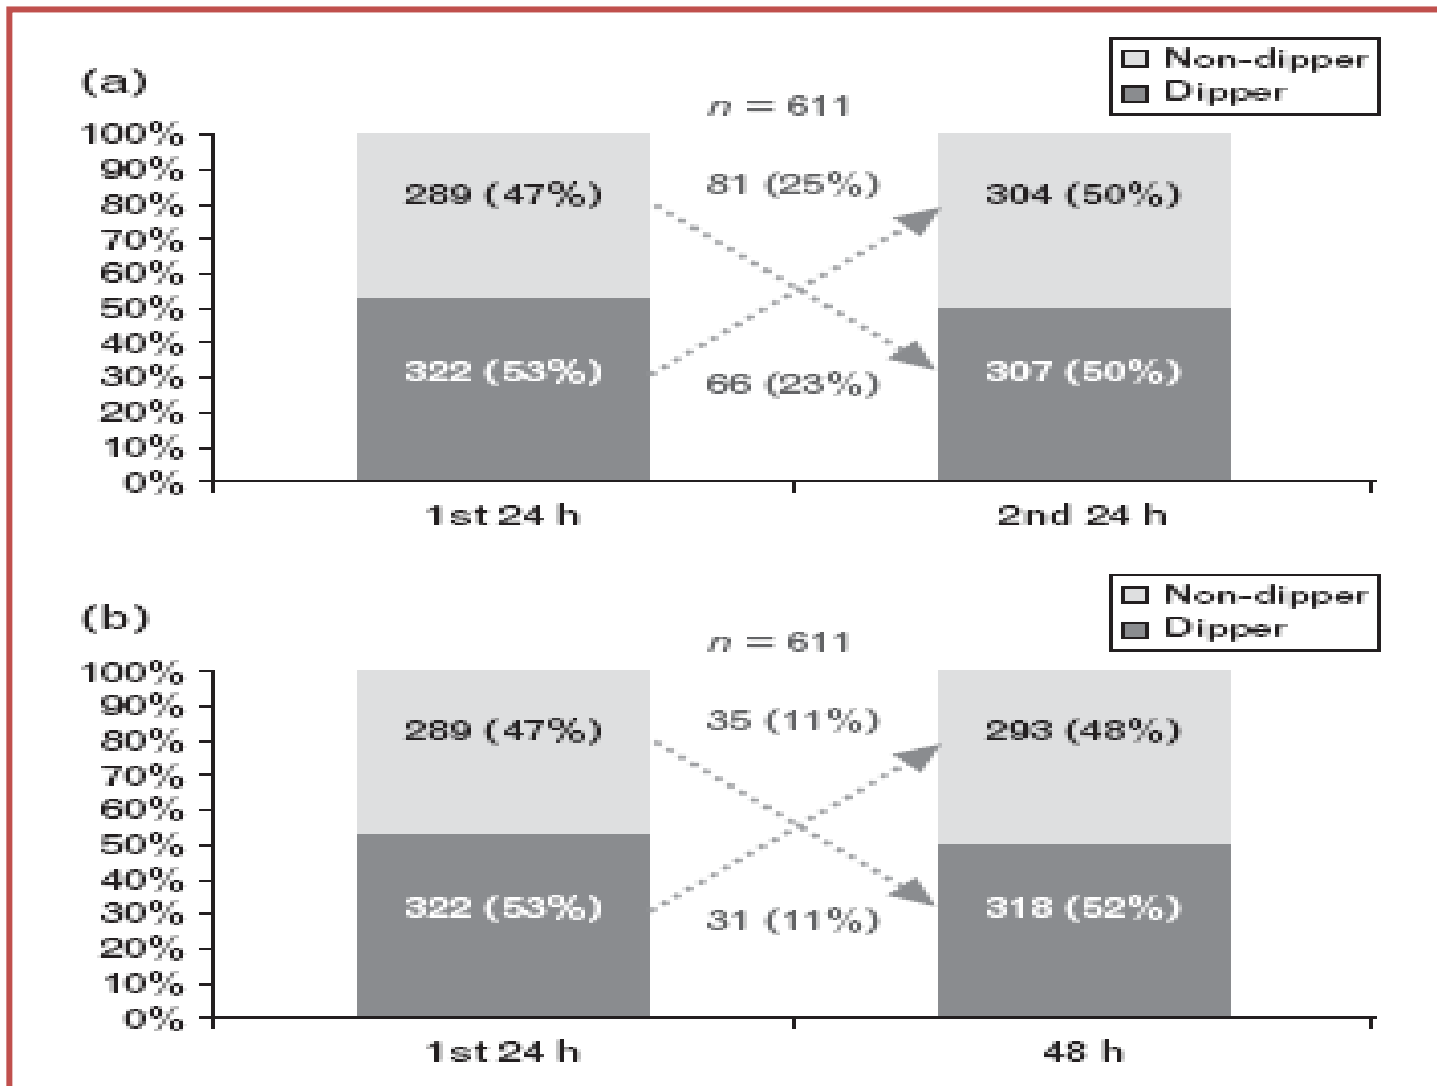 (a)
Non-dipper
Dipper
n = 611
100%
90%
80%
70%
60%
50%
40%
30%
20%
10%
0%
289 (47%)
81 (25%)
304 (50%)
322 (53%)
66 (23%)
307 (50%)
1st 24 h
2nd 24 h
(b)
Non-dipper
Dipper
n = 611
100%
90%
80%
70%
60%
50%
40%
30%
20%
10%
0%
289 (47%)
35 (11%)
293 (48%)
322 (53%)
31 (11%)
318 (52%)
1st 24 h
48 h